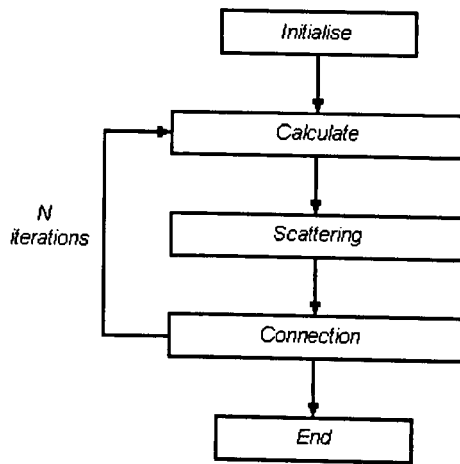 Initialise
Calculate
N
iterations
Scattering
Connection
End